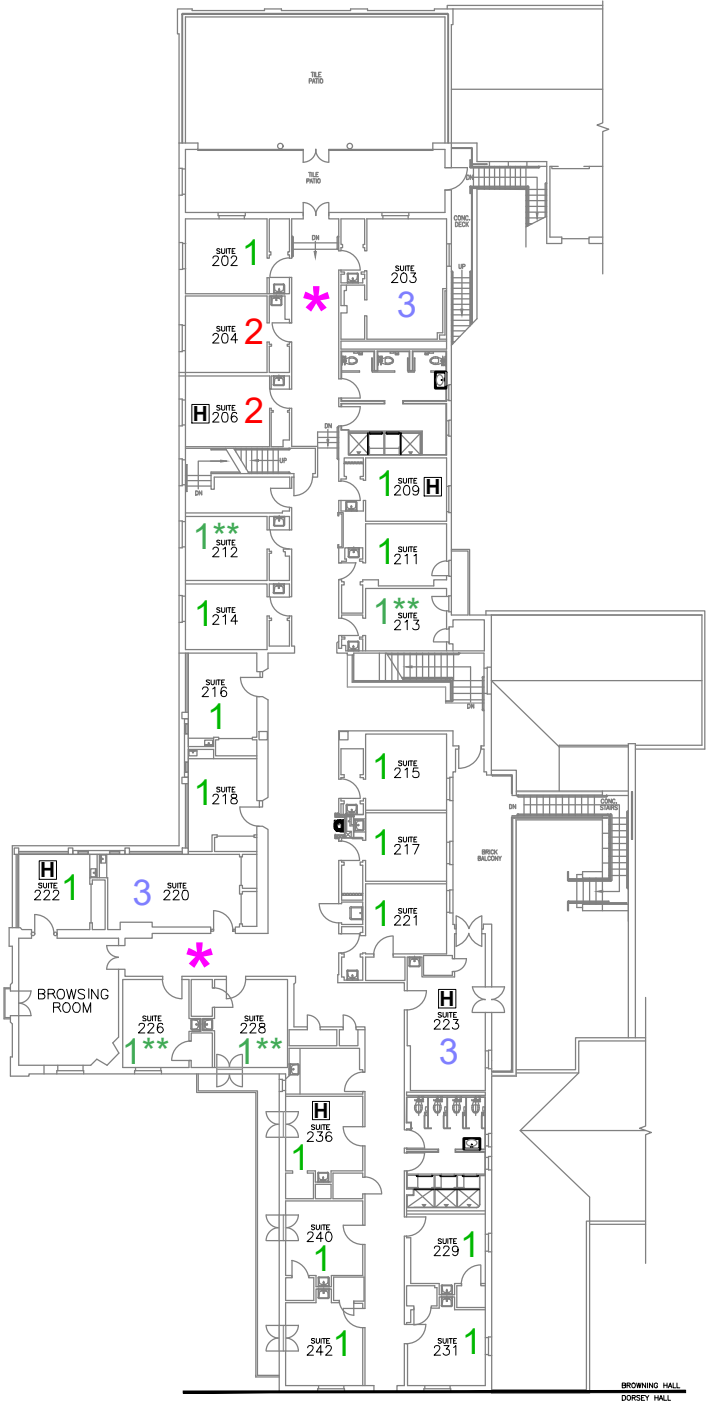 TILE
PATIO
TILE
PATIO
DN
CONC.
DECK
UP
DN
SUITE
202
1
*
SUITE
203
3
SUITE
204
2
H
SUITE
206
2
DN
UP
DN
1
SUITE
209
H
1**
SUITE
212
1
SUITE
211
1
SUITE
214
1**
SUITE
213
SUITE
216
1
DN
1
SUITE
215
1
SUITE
218
DN
CONC.
STAIRS
1
SUITE
217
BRICK
BALCONY
H
SUITE
222
1
3
SUITE
220
1
SUITE
221
*
BROWSING
ROOM
SUITE
226
1**
SUITE
228
1**
H
SUITE
223
3
H
SUITE
236
1
SUITE
240
1
SUITE
229
1
SUITE
242
1
SUITE
231
1
BROWNING HALL
DORSEY HALL